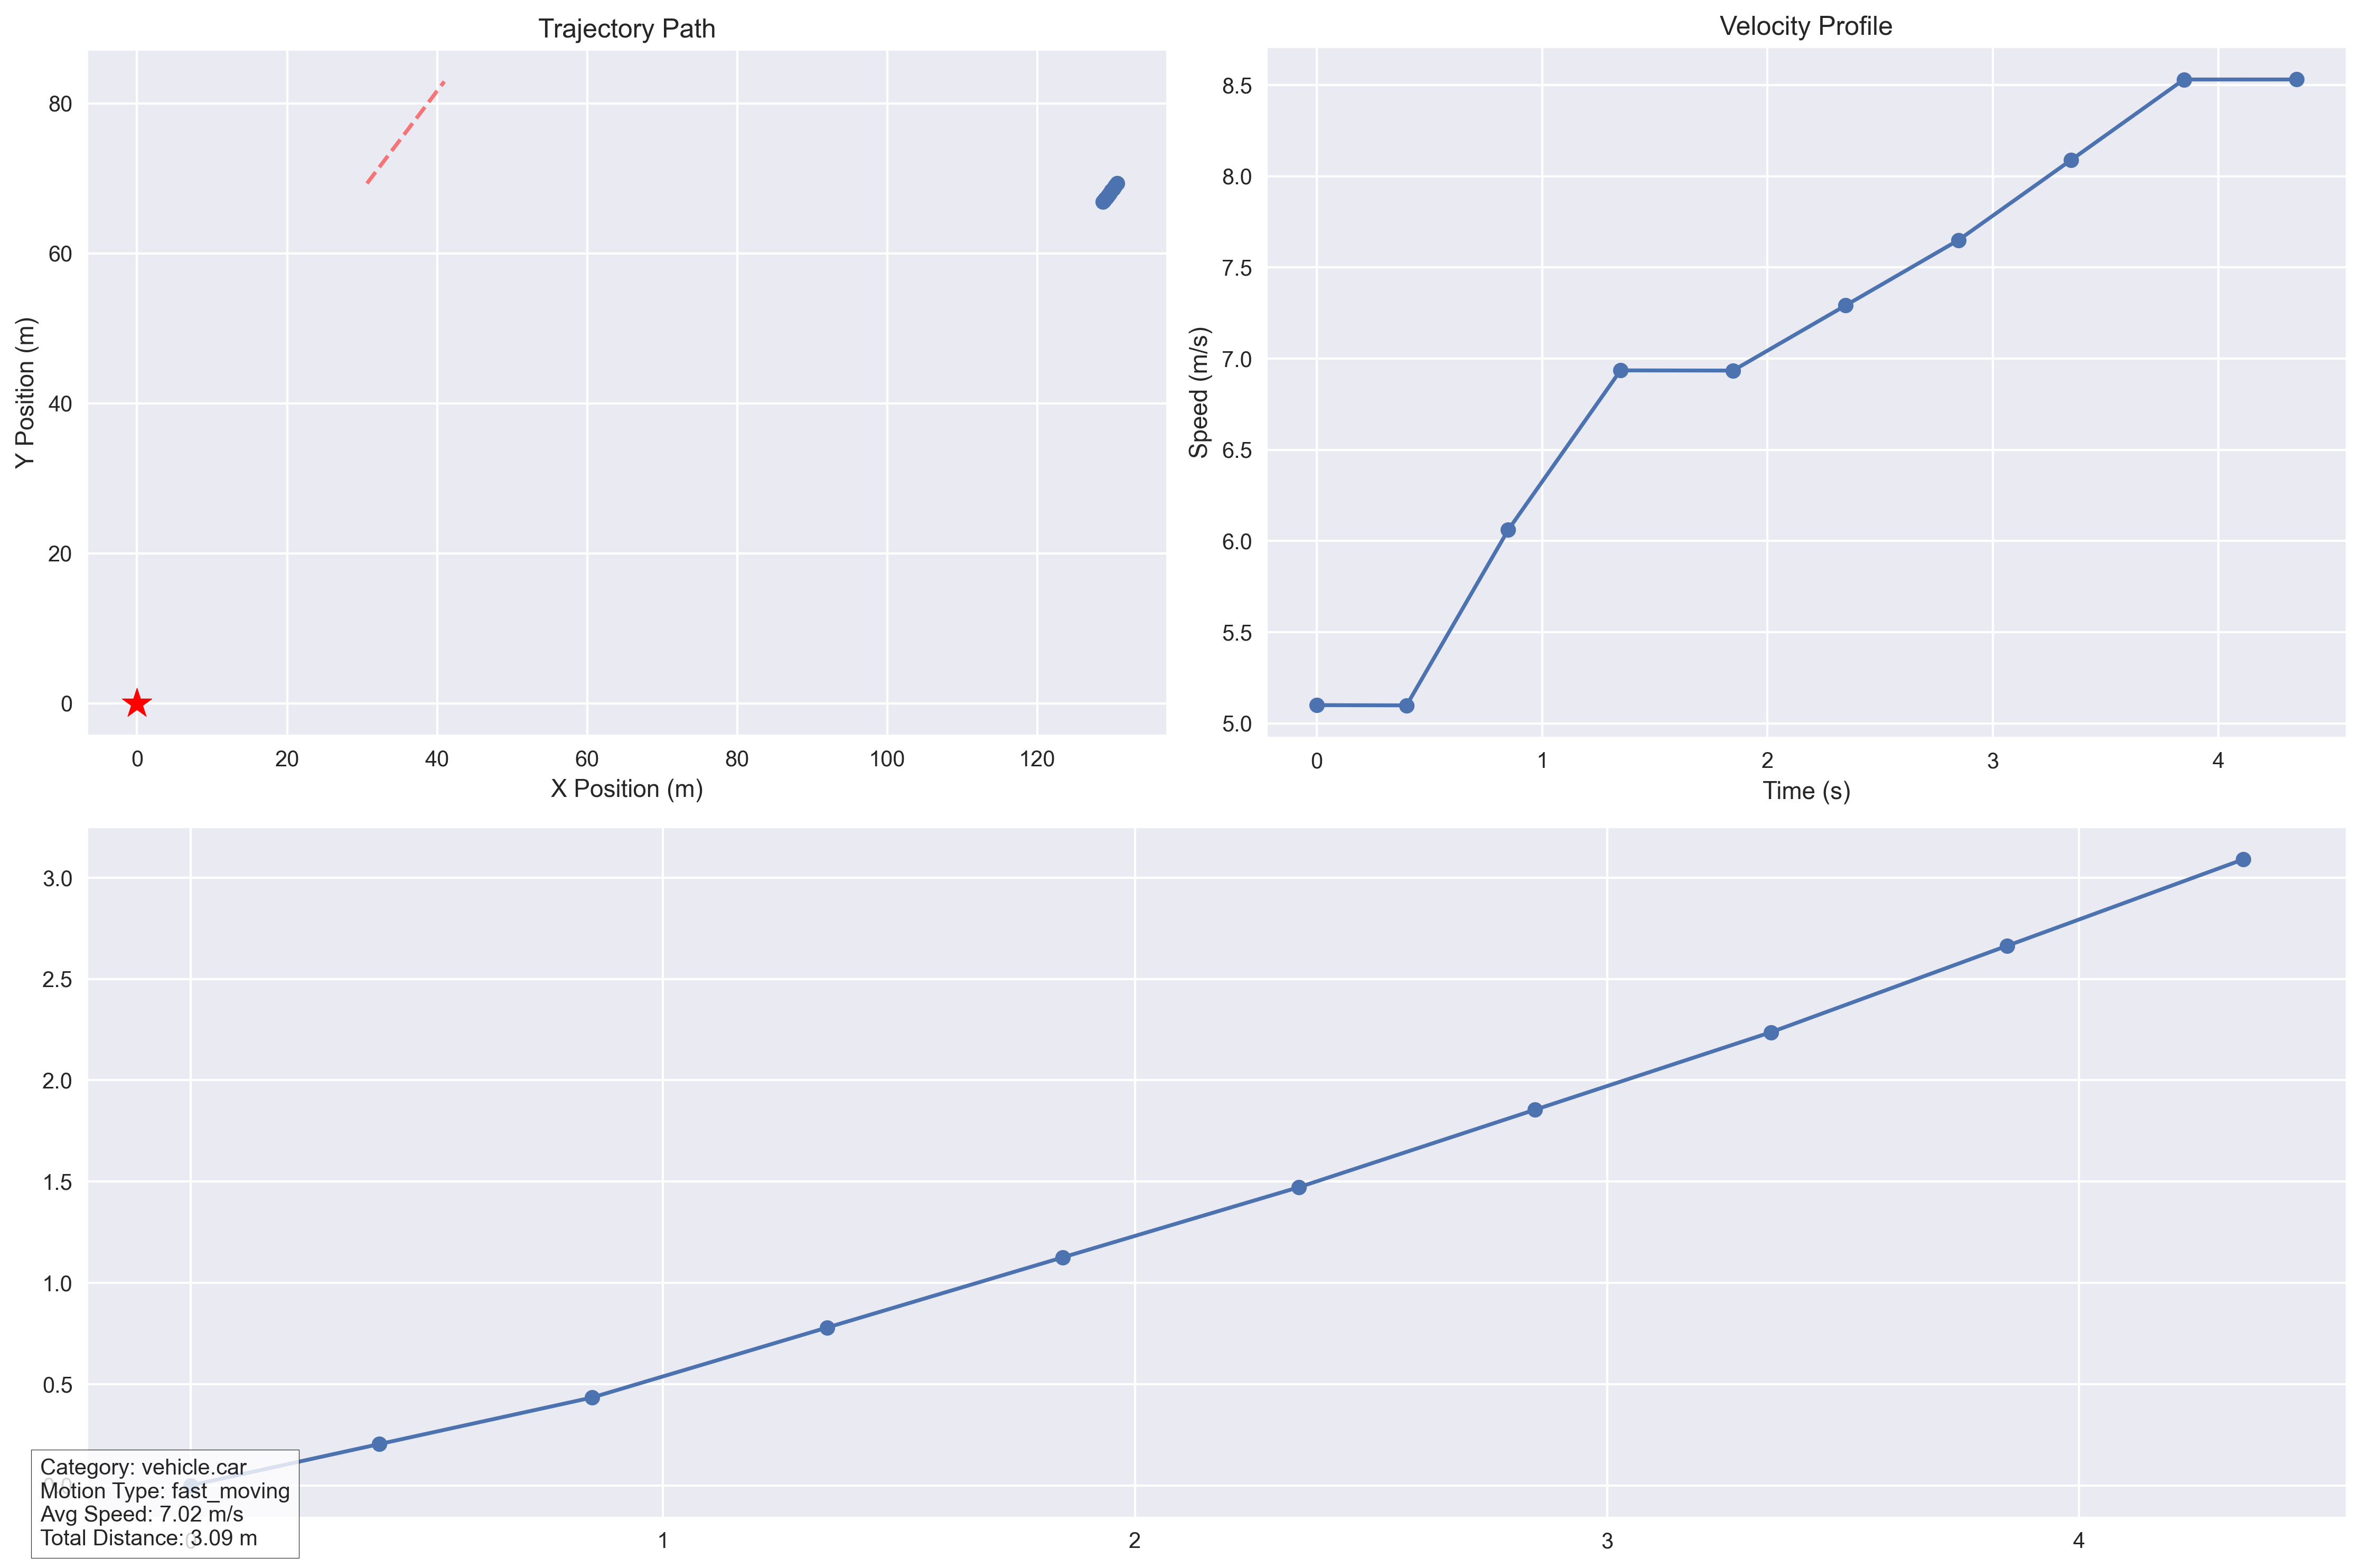 Trajectory Path
80
60
40
20
0
Y Position (m)
0 20 40 60 80 100 120
X Position (m)
Velocity Profile
8.5
8.0
7.5
7.0
6.5
6.0
5.5
5.0
Speed (m/s)
0 1 2 3 4
Time (s)
3.0
2.5
2.0
1.5
1.0
0.5
0.0
0 1 2 3 4
Category: vehicle.car
Motion Type: fast_moving
Avg Speed: 7.02 m/s
Total Distance: 3.09 m